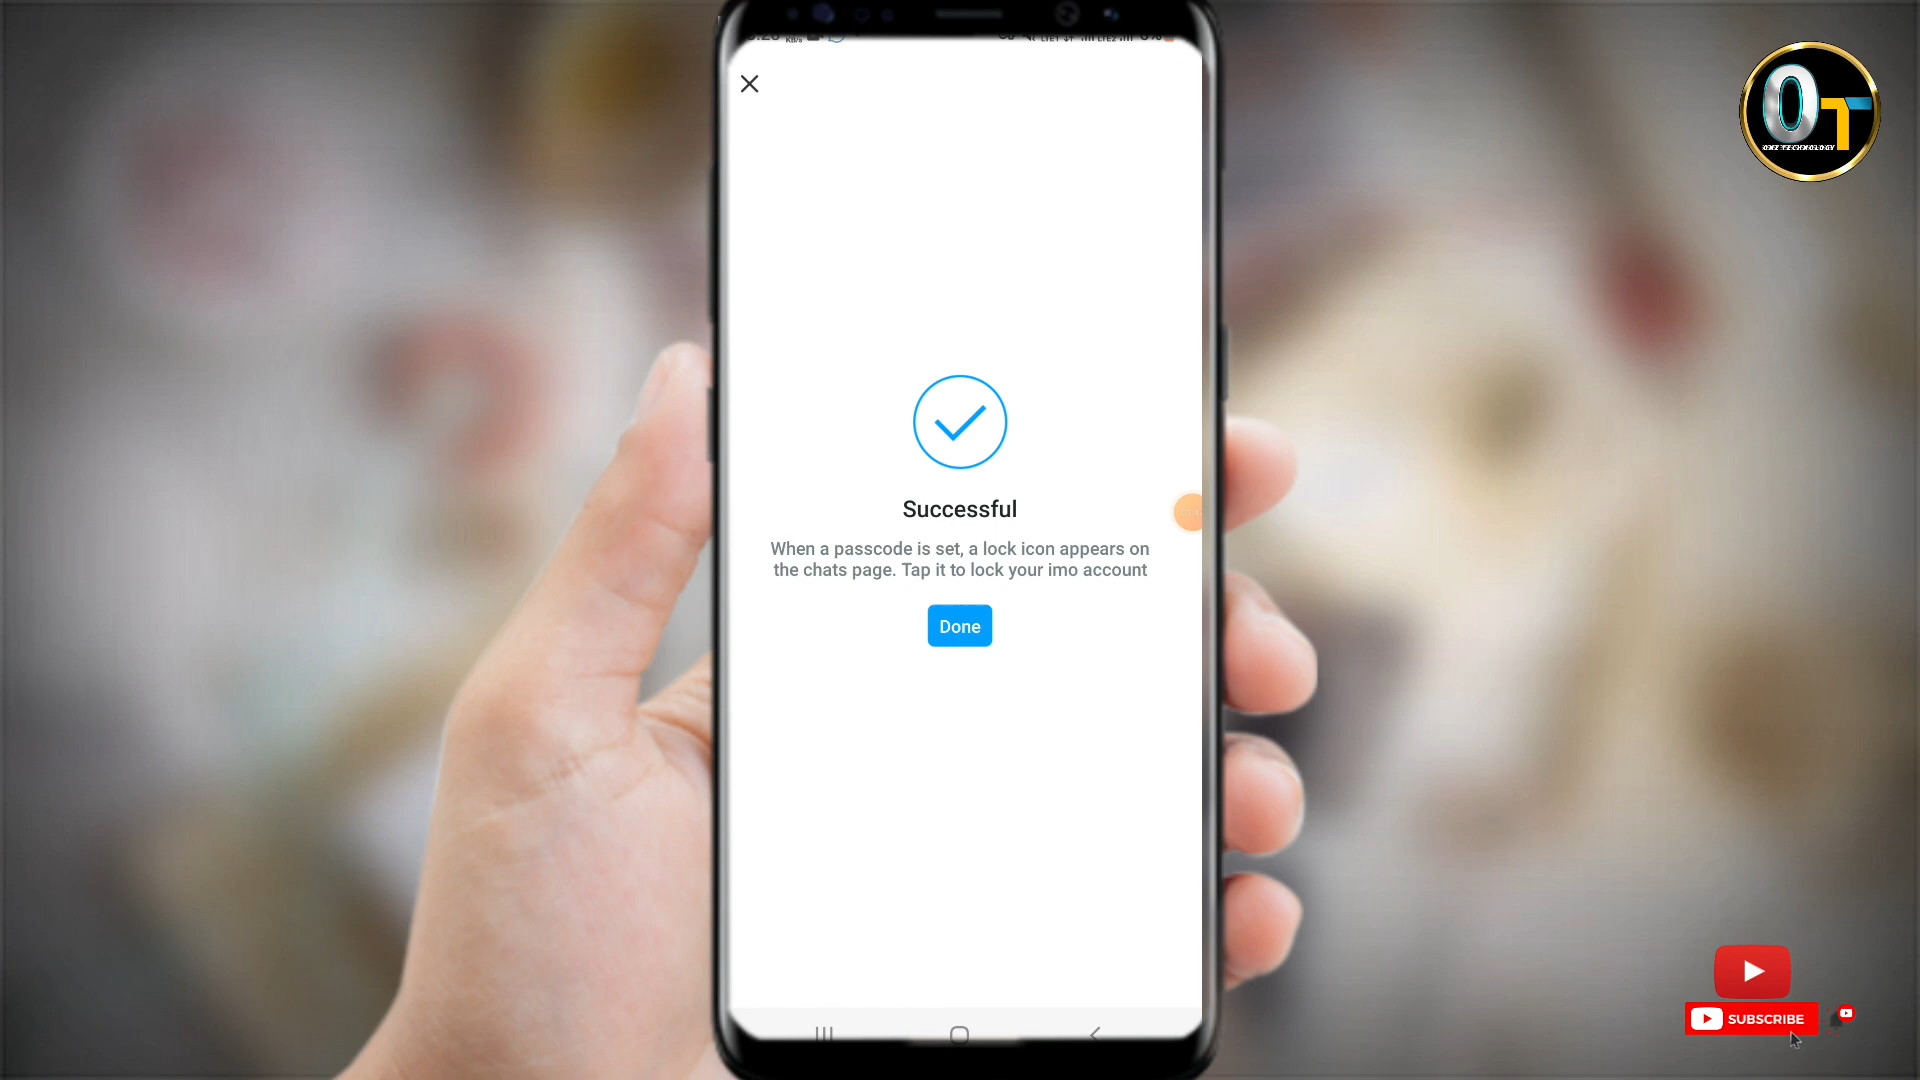 OT
Successful
When a passcode is set, a lock icon appears on
the chats page. Tap it to lock your imo account
Done
SUBSCRIBE